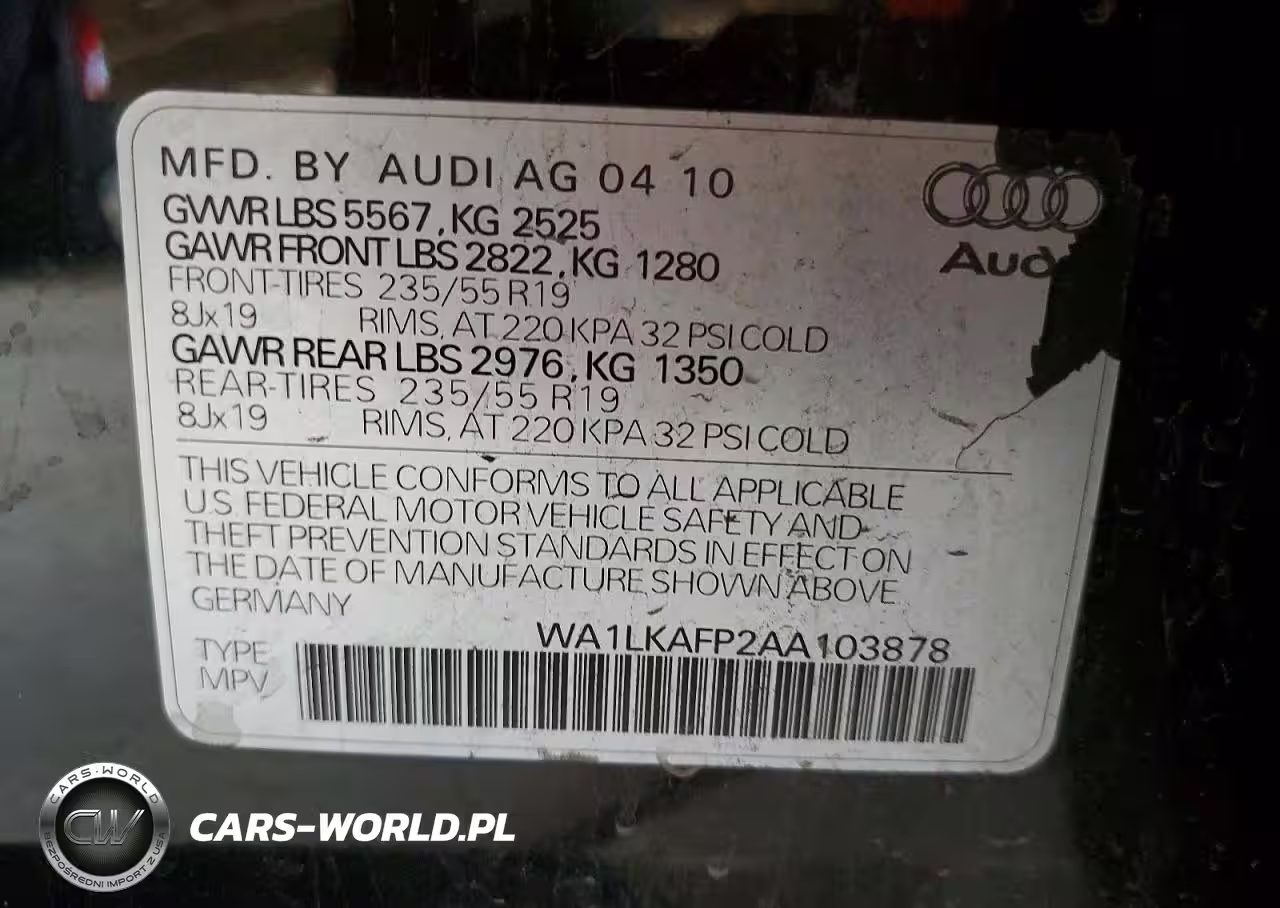 MFD. BY AUDI AG 04 10
GVWR LBS 5567, KG 2525
GAWR FRONT LBS 2822, KG 1280
FRONT-TIRES 235/55 R19
8Jx19 RIMS, AT 220 KPA 32 PSI COLD
GAWR REAR LBS 2976, KG 1350
REAR-TIRES 235/55 R19
8Jx19 RIMS, AT 220 KPA 32 PSI COLD
Audi
THIS VEHICLE CONFORMS TO ALL APPLICABLE
U.S. FEDERAL MOTOR VEHICLE SAFETY AND
THEFT PREVENTION STANDARDS IN EFFECT ON
THE DATE OF MANUFACTURE SHOWN ABOVE
GERMANY
WA1LKAFP2AA103878
TYPE
MPV
CARS-WORLD
CW
BEZPOŚREDNI IMPORT Z USA
CARS-WORLD.PL